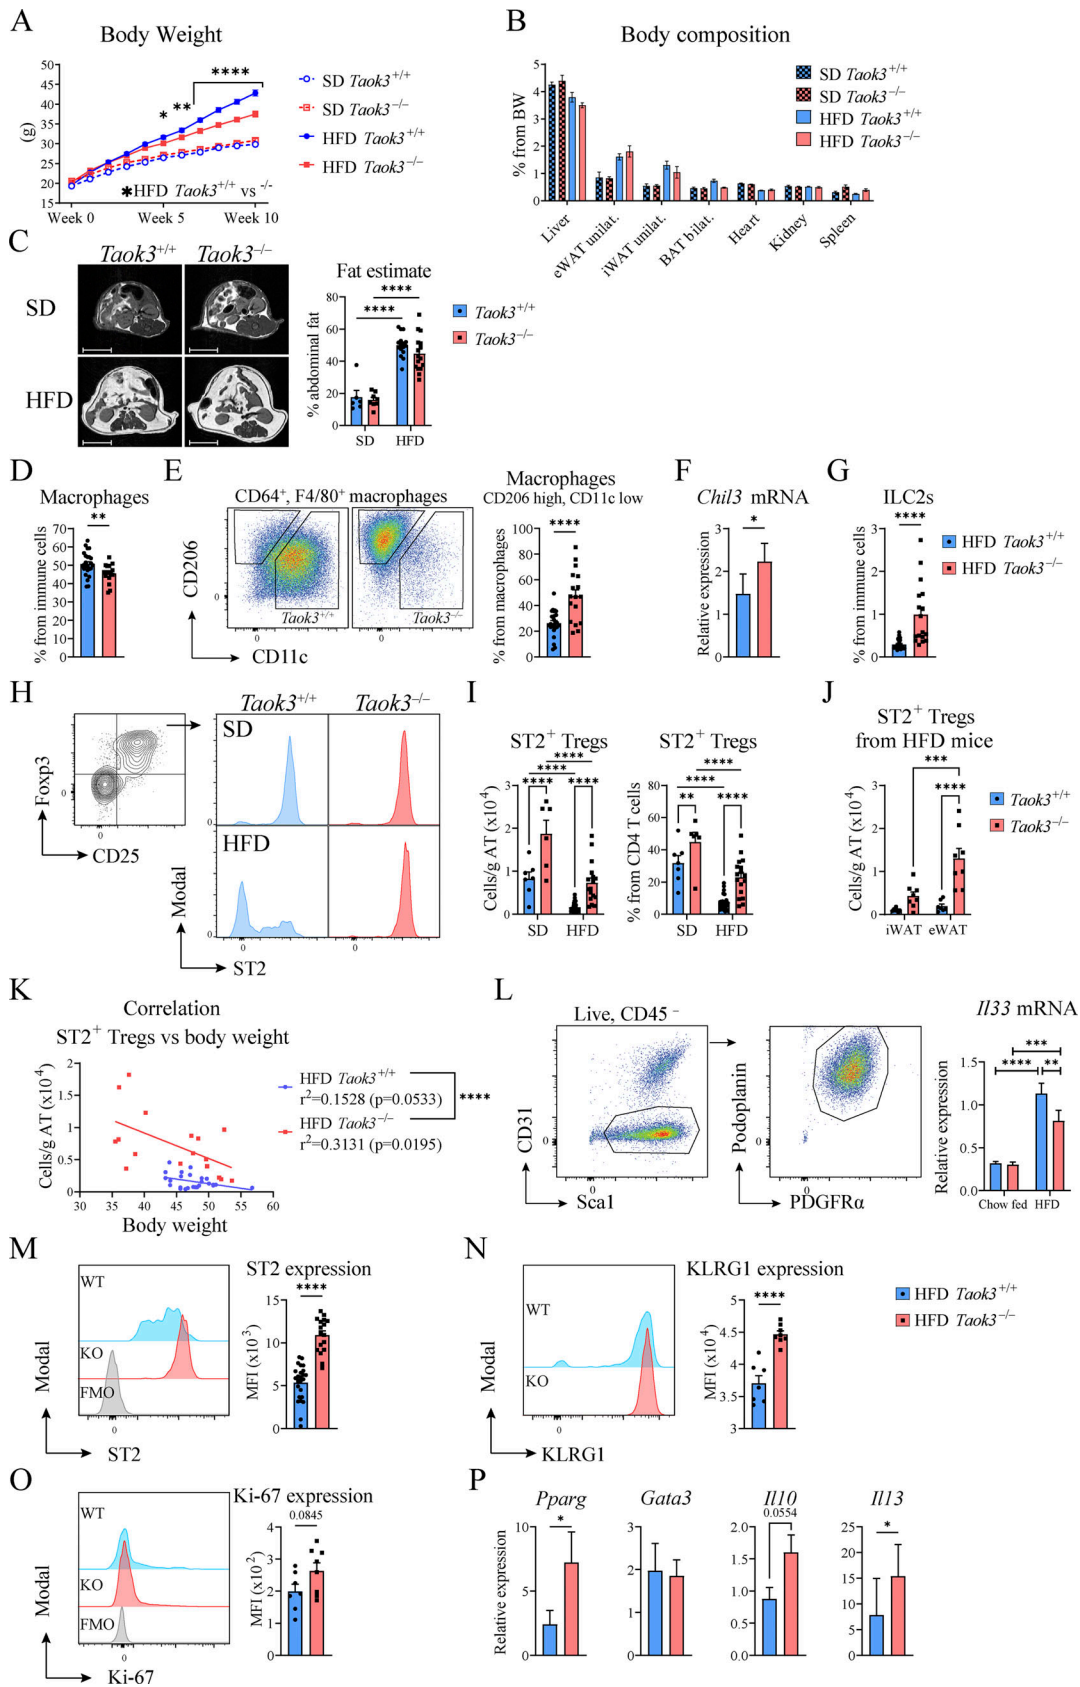 A
Body Weight
(g)
50
45
40
35
30
25
20
15
Week 0
Week 5
Week 10
*
**
****
*HFD Taok3+/+ vs -/-
SD Taok3+/+
SD Taok3−/−
HFD Taok3+/+
HFD Taok3−/−
B
Body composition
% from BW
5
4
3
2
1
0
Liver
eWAT unilat.
iWAT unilat.
BAT bilat.
Heart
Kidney
Spleen
SD Taok3+/+
SD Taok3−/−
HFD Taok3+/+
HFD Taok3−/−
C
Taok3+/+
Taok3−/−
SD
HFD
Fat estimate
% abdominal fat
80
60
40
20
0
****
****
SD
HFD
Taok3+/+
Taok3−/−
D
Macrophages
% from immune cells
70
60
50
40
30
20
10
0
**
E
CD64+, F4/80+ macrophages
CD206
CD11c
Taok3+/+
Taok3−/−
0
0
0
Macrophages
CD206 high, CD11c low
% from macrophages
100
80
60
40
20
0
****
F
Chil3 mRNA
Relative expression
3
2
1
0
*
G
ILC2s
% from immune cells
3
2
1
0
****
HFD Taok3+/+
HFD Taok3−/−
H
Foxp3
CD25
0
0
Taok3+/+
Taok3−/−
SD
HFD
Modal
ST2
0
0
I
ST2+ Tregs
Cells/g AT (x10⁴)
3
2
1
0
****
****
****
****
SD
HFD
ST2+ Tregs
% from CD4 T cells
80
60
40
20
0
****
****
**
****
SD
HFD
J
ST2+ Tregs
from HFD mice
Cells/g AT (x10⁴)
3
2
1
0
***
****
iWAT
eWAT
Taok3+/+
Taok3−/−
K
Correlation
ST2+ Tregs vs body weight
Cells/g AT (x10⁴)
2
1.5
1
0.5
0
30
35
40
45
50
55
60
Body weight
HFD Taok3+/+
r²=0.1528 (p=0.0533)
HFD Taok3−/−
r²=0.3131 (p=0.0195)
****
L
Live, CD45 −
CD31
Sca1
0
0
Podoplanin
PDGFRα
0
0
Il33 mRNA
Relative expression
1.5
1.0
0.5
0.0
***
****
**
Chow fed
HFD
M
WT
KO
FMO
Modal
ST2
0
ST2 expression
MFI (x10³)
15
10
5
0
****
N
WT
KO
Modal
KLRG1
0
KLRG1 expression
MFI (x10⁴)
5
4.5
4
3.5
3
****
HFD Taok3+/+
HFD Taok3−/−
O
WT
KO
FMO
Modal
Ki-67
0
Ki-67 expression
0.0845
MFI (x10²)
4
3
2
1
0
P
Pparg
Relative expression
10
5
0
*
Gata3
3
2
1
0
Il10
0.0554
2.0
1.5
1.0
0.5
0.0
Il13
25
20
15
10
5
0
*